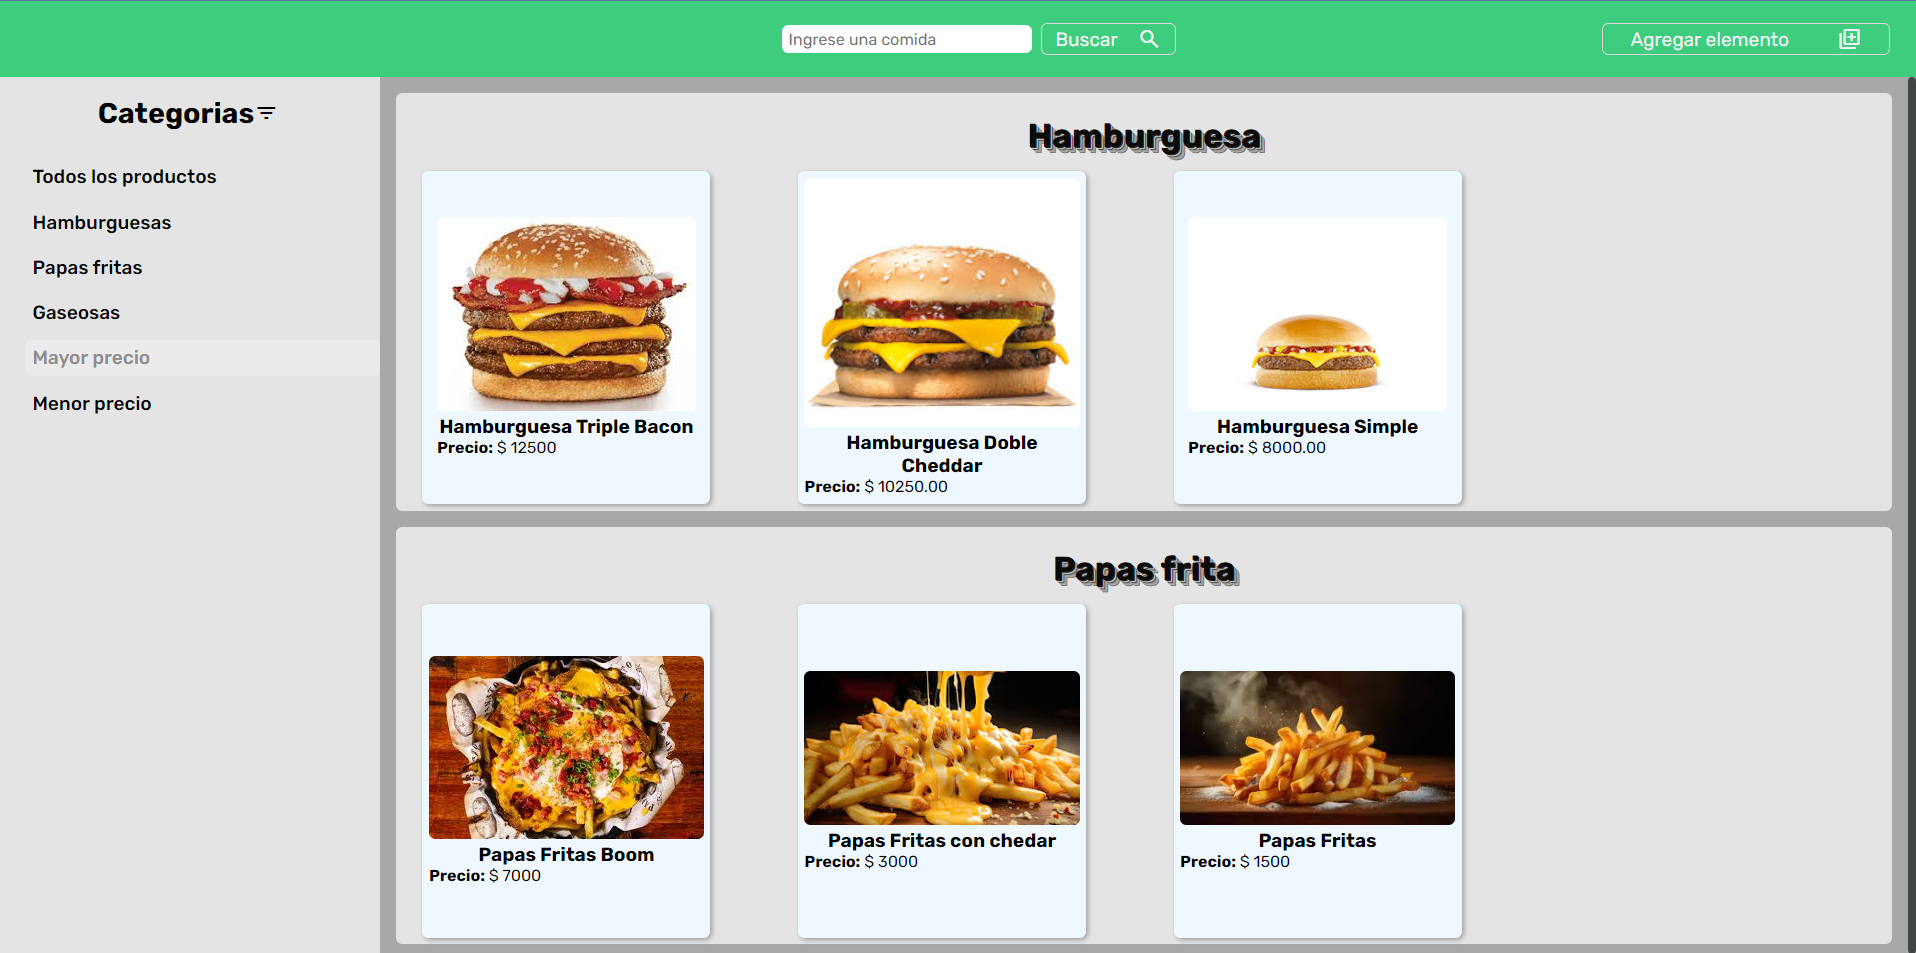 Ingrese una comida
Buscar
Agregar elemento
Categorias
Todos los productos
Hamburguesas
Papas fritas
Gaseosas
Mayor precio
Menor precio
Hamburguesa
Hamburguesa Triple Bacon
Precio: $ 12500
Hamburguesa Doble
Cheddar
Precio: $ 10250.00
Hamburguesa Simple
Precio: $ 8000.00
Papas frita
Papas Fritas Boom
Precio: $ 7000
Papas Fritas con chedar
Precio: $ 3000
Papas Fritas
Precio: $ 1500